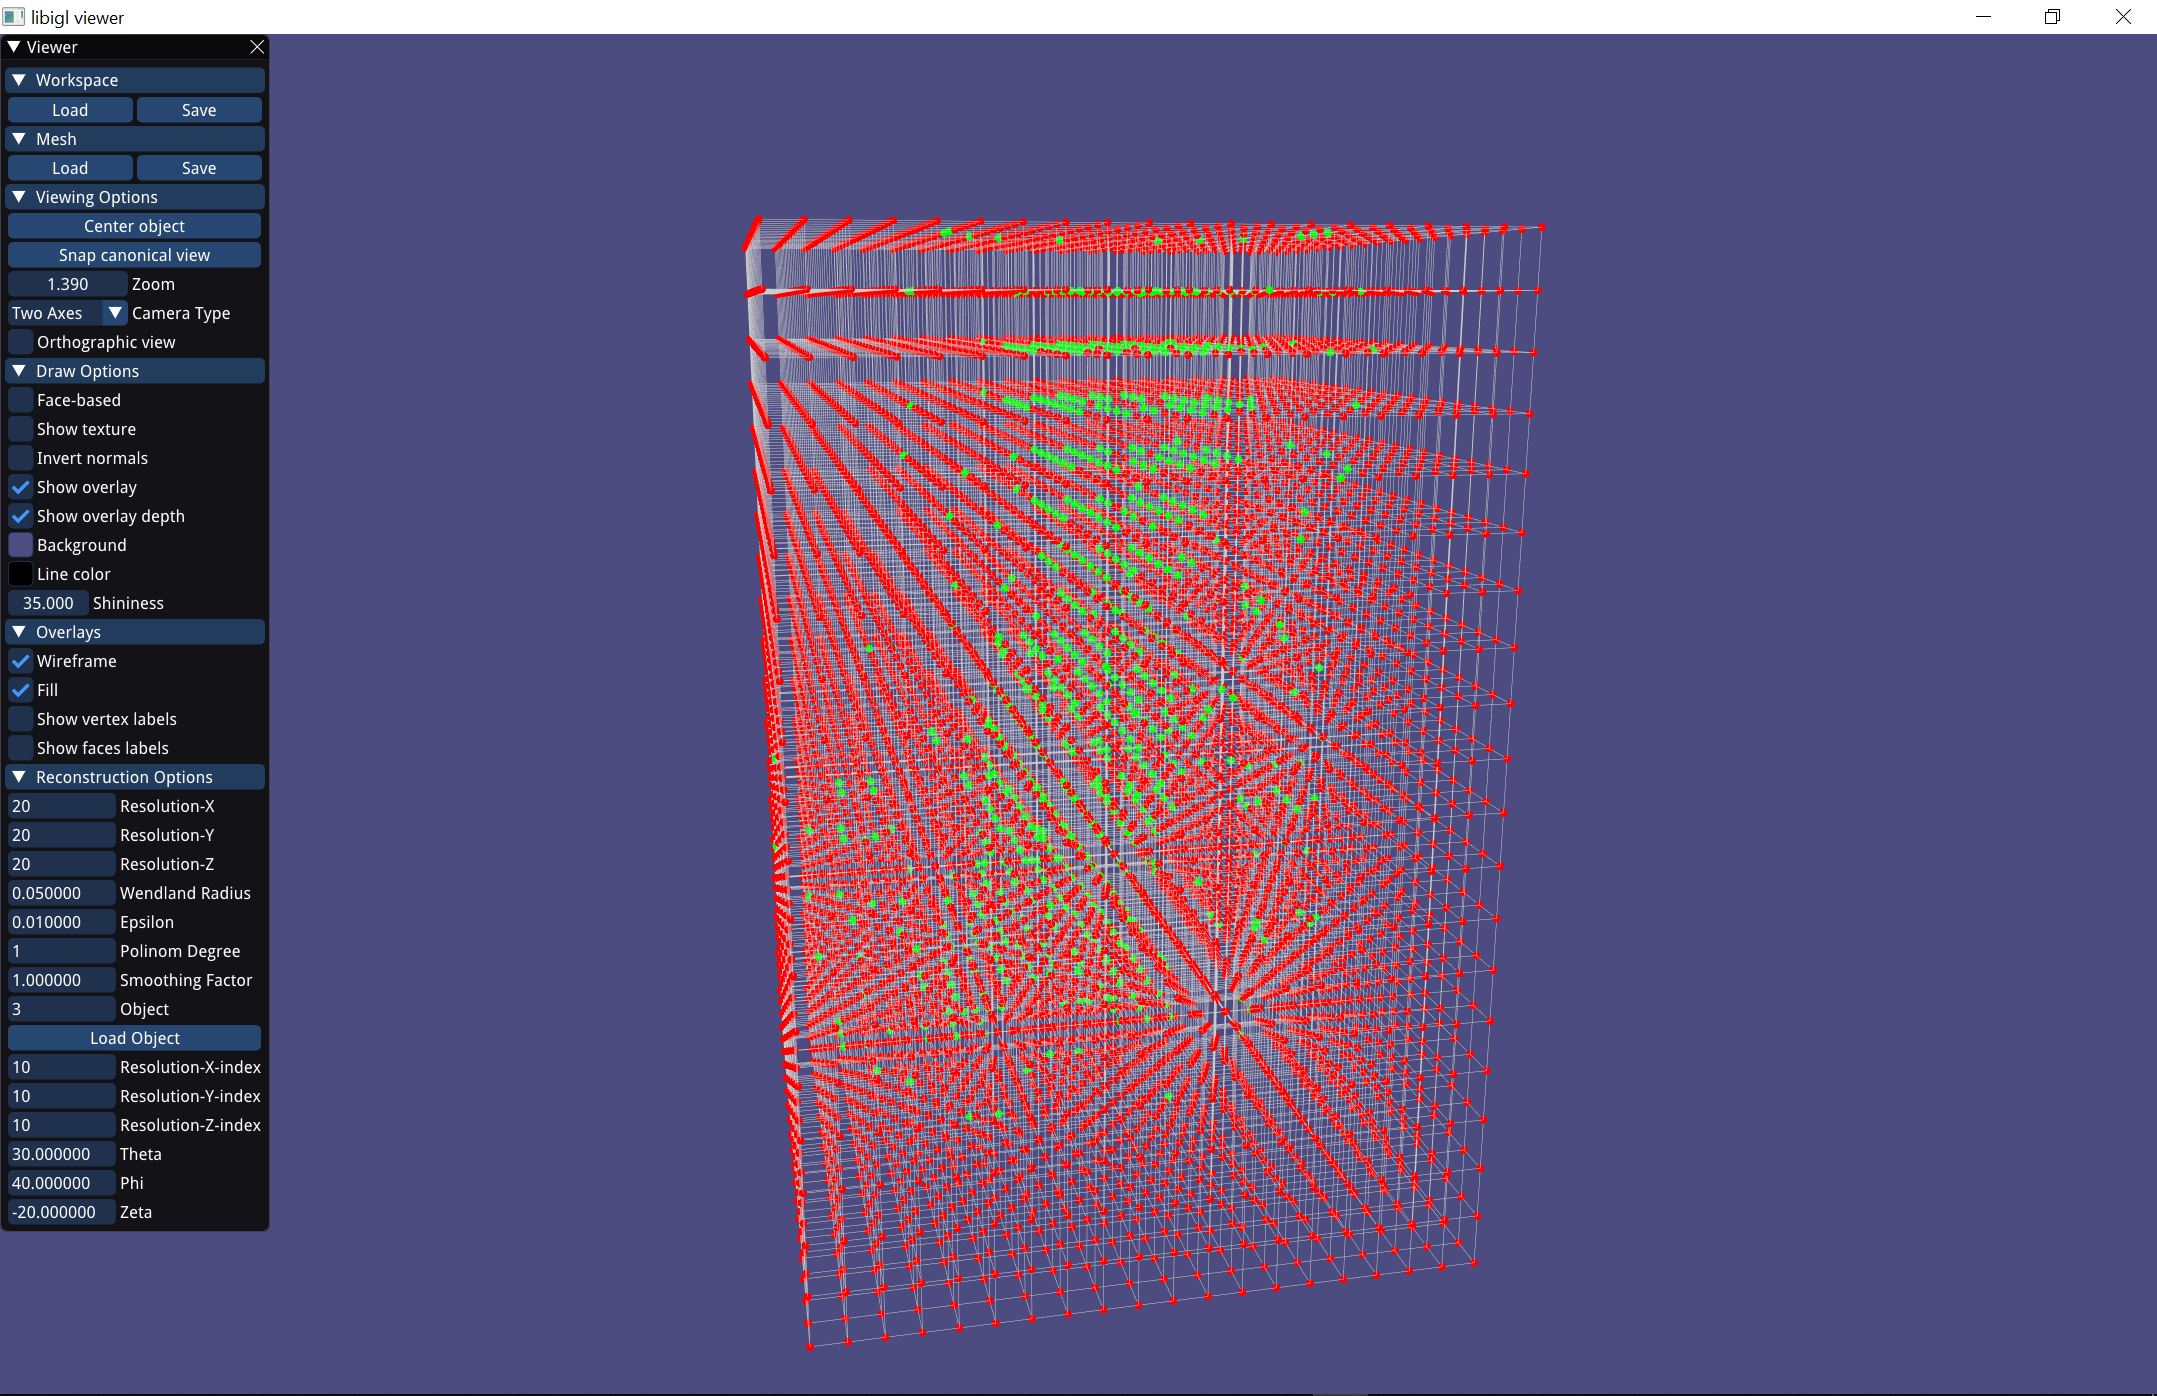 libigl viewer
Viewer
Workspace
Load Save
Mesh
Load Save
Viewing Options
Center object
Snap canonical view
1.390 Zoom
Two Axes Camera Type
Orthographic view
Draw Options
Face-based
Show texture
Invert normals
Show overlay
Show overlay depth
Background
Line color
35.000 Shininess
Overlays
Wireframe
Fill
Show vertex labels
Show faces labels
Reconstruction Options
20 Resolution-X
20 Resolution-Y
20 Resolution-Z
0.050000 Wendland Radius
0.010000 Epsilon
1 Polinom Degree
1.000000 Smoothing Factor
3 Object
Load Object
10 Resolution-X-index
10 Resolution-Y-index
10 Resolution-Z-index
30.000000 Theta
40.000000 Phi
-20.000000 Zeta